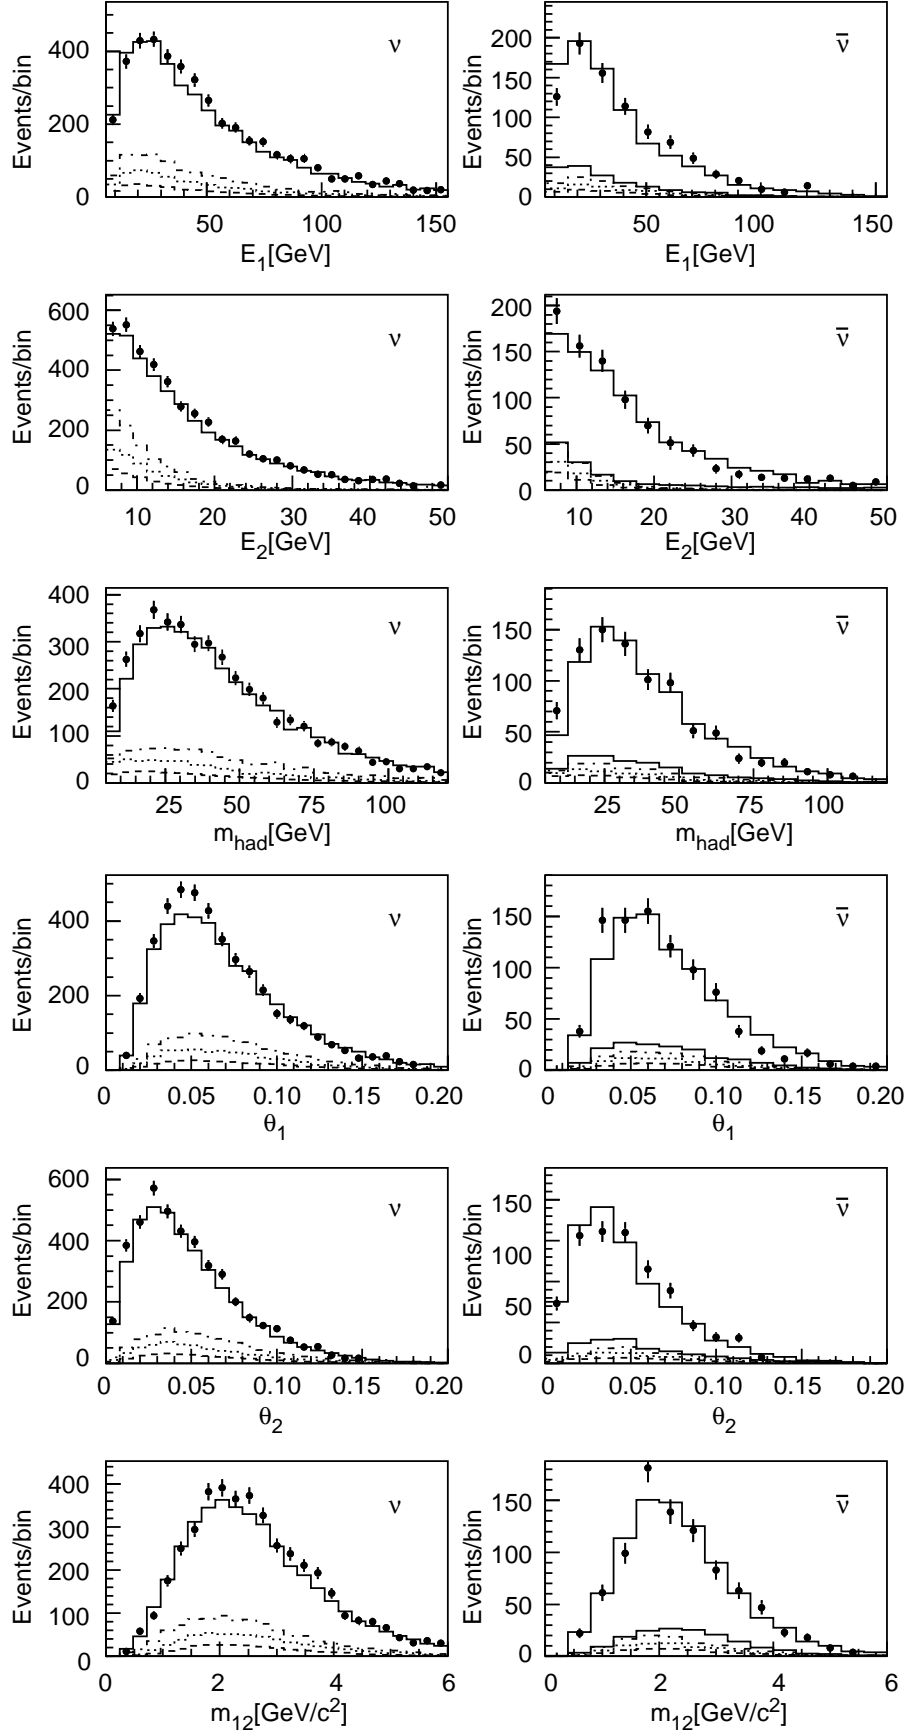 Events/bin
400
200
0
ν
50
100
150
E1[GeV]
Events/bin
200
150
100
50
0
ν̄
50
100
150
E1[GeV]
Events/bin
600
400
200
0
ν
10
20
30
40
50
E2[GeV]
Events/bin
200
150
100
50
0
ν̄
10
20
30
40
50
E2[GeV]
Events/bin
400
300
200
100
0
ν
25
50
75
100
mhad[GeV]
Events/bin
150
100
50
0
ν̄
25
50
75
100
mhad[GeV]
Events/bin
400
200
0
ν
0
0.05
0.10
0.15
0.20
θ1
Events/bin
150
100
50
0
ν̄
0
0.05
0.10
0.15
0.20
θ1
Events/bin
600
400
200
0
ν
0
0.05
0.10
0.15
0.20
θ2
Events/bin
150
100
50
0
ν̄
0
0.05
0.10
0.15
0.20
θ2
Events/bin
400
300
200
100
0
ν
0
2
4
6
m12[GeV/c²]
Events/bin
150
100
50
0
ν̄
0
2
4
6
m12[GeV/c²]